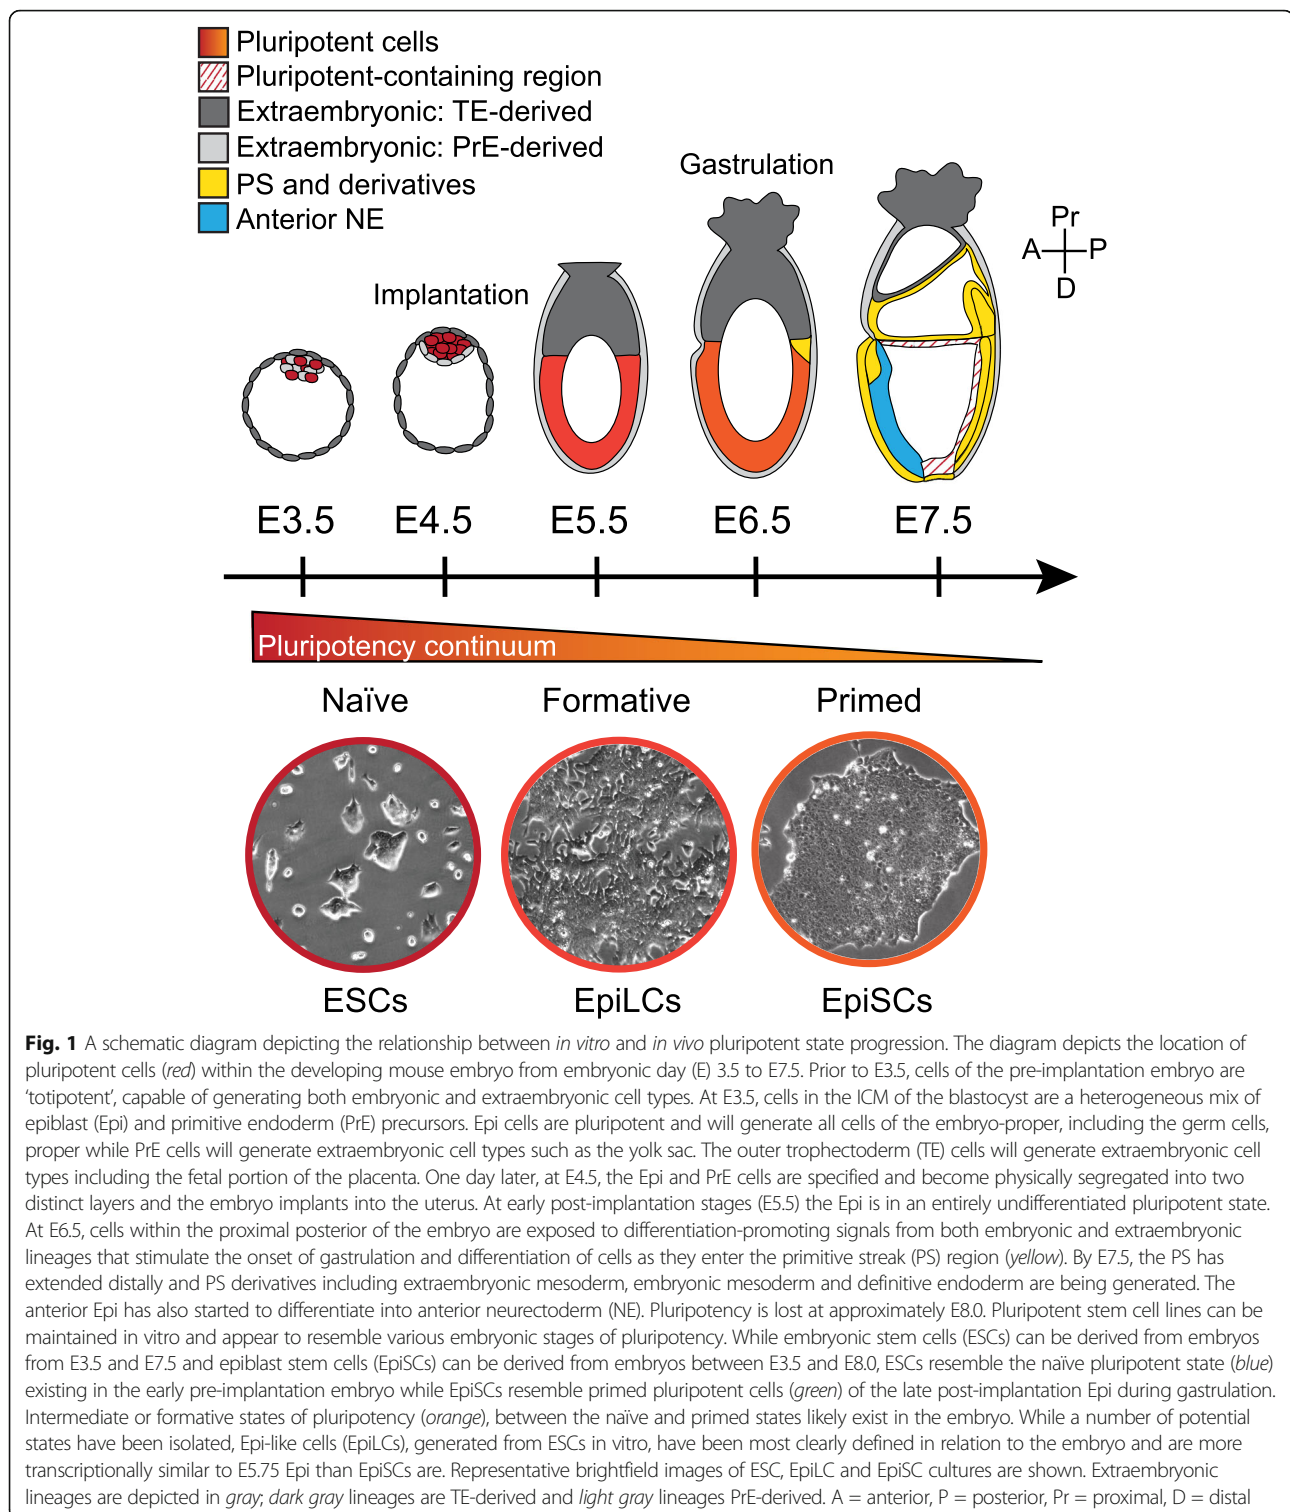 Pluripotent cells
Pluripotent-containing region
Extraembryonic: TE-derived
Extraembryonic: PrE-derived
PS and derivatives
Anterior NE
Gastrulation
Implantation
Pr
A P
D
E3.5 E4.5 E5.5 E6.5 E7.5
Pluripotency continuum
Naïve Formative Primed
ESCs EpiLCs EpiSCs
Fig. 1 A schematic diagram depicting the relationship between in vitro and in vivo pluripotent state progression. The diagram depicts the location of
pluripotent cells (red) within the developing mouse embryo from embryonic day (E) 3.5 to E7.5. Prior to E3.5, cells of the pre-implantation embryo are
‘totipotent’, capable of generating both embryonic and extraembryonic cell types. At E3.5, cells in the ICM of the blastocyst are a heterogeneous mix of
epiblast (Epi) and primitive endoderm (PrE) precursors. Epi cells are pluripotent and will generate all cells of the embryo-proper, including the germ cells,
proper while PrE cells will generate extraembryonic cell types such as the yolk sac. The outer trophectoderm (TE) cells will generate extraembryonic cell
types including the fetal portion of the placenta. One day later, at E4.5, the Epi and PrE cells are specified and become physically segregated into two
distinct layers and the embryo implants into the uterus. At early post-implantation stages (E5.5) the Epi is in an entirely undifferentiated pluripotent state.
At E6.5, cells within the proximal posterior of the embryo are exposed to differentiation-promoting signals from both embryonic and extraembryonic
lineages that stimulate the onset of gastrulation and differentiation of cells as they enter the primitive streak (PS) region (yellow). By E7.5, the PS has
extended distally and PS derivatives including extraembryonic mesoderm, embryonic mesoderm and definitive endoderm are being generated. The
anterior Epi has also started to differentiate into anterior neurectoderm (NE). Pluripotency is lost at approximately E8.0. Pluripotent stem cell lines can be
maintained in vitro and appear to resemble various embryonic stages of pluripotency. While embryonic stem cells (ESCs) can be derived from embryos
from E3.5 and E7.5 and epiblast stem cells (EpiSCs) can be derived from embryos between E3.5 and E8.0, ESCs resemble the naïve pluripotent state (blue)
existing in the early pre-implantation embryo while EpiSCs resemble primed pluripotent cells (green) of the late post-implantation Epi during gastrulation.
Intermediate or formative states of pluripotency (orange), between the naïve and primed states likely exist in the embryo. While a number of potential
states have been isolated, Epi-like cells (EpiLCs), generated from ESCs in vitro, have been most clearly defined in relation to the embryo and are more
transcriptionally similar to E5.75 Epi than EpiSCs are. Representative brightfield images of ESC, EpiLC and EpiSC cultures are shown. Extraembryonic
lineages are depicted in gray; dark gray lineages are TE-derived and light gray lineages PrE-derived. A = anterior, P = posterior, Pr = proximal, D = distal